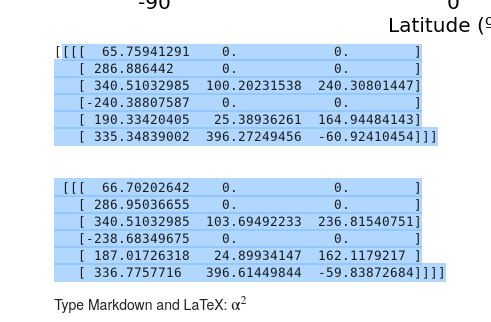 -90 0
Latitude (º
[[[[  65.75941291    0.            0.        ]
   [ 286.886442      0.            0.        ]
   [ 340.51032985  100.20231538  240.30801447]
   [-240.38807587    0.            0.        ]
   [ 190.33420405   25.38936261  164.94484143]
   [ 335.34839002  396.27249456  -60.92410454]]]
 [[[  66.70202642    0.            0.        ]
   [ 286.95036655    0.            0.        ]
   [ 340.51032985  103.69492233  236.81540751]
   [-238.68349675    0.            0.        ]
   [ 187.01726318   24.89934147  162.1179217 ]
   [ 336.7757716   396.61449844  -59.83872684]]]]
Type Markdown and LaTeX: α²